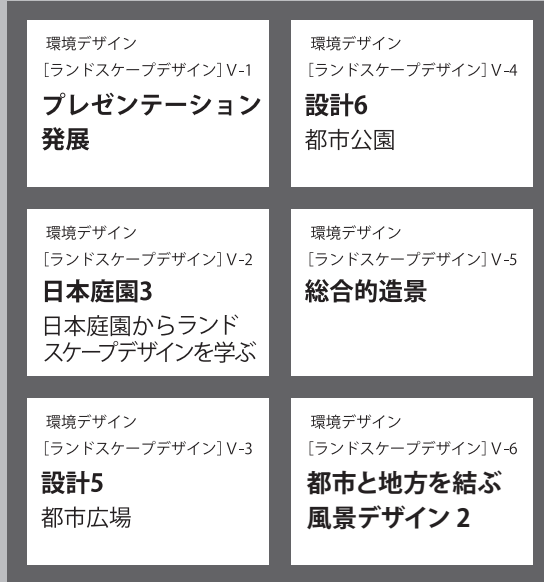 環境デザイン
[ランドスケープデザイン] V-1
プレゼンテーション
発展
環境デザイン
[ランドスケープデザイン] V-2
日本庭園3
日本庭園からランド
スケープデザインを学ぶ
環境デザイン
[ランドスケープデザイン] V-3
設計5
都市広場
環境デザイン
[ランドスケープデザイン] V-4
設計6
都市公園
環境デザイン
[ランドスケープデザイン] V-5
総合的造景
環境デザイン
[ランドスケープデザイン] V-6
都市と地方を結ぶ
風景デザイン 2